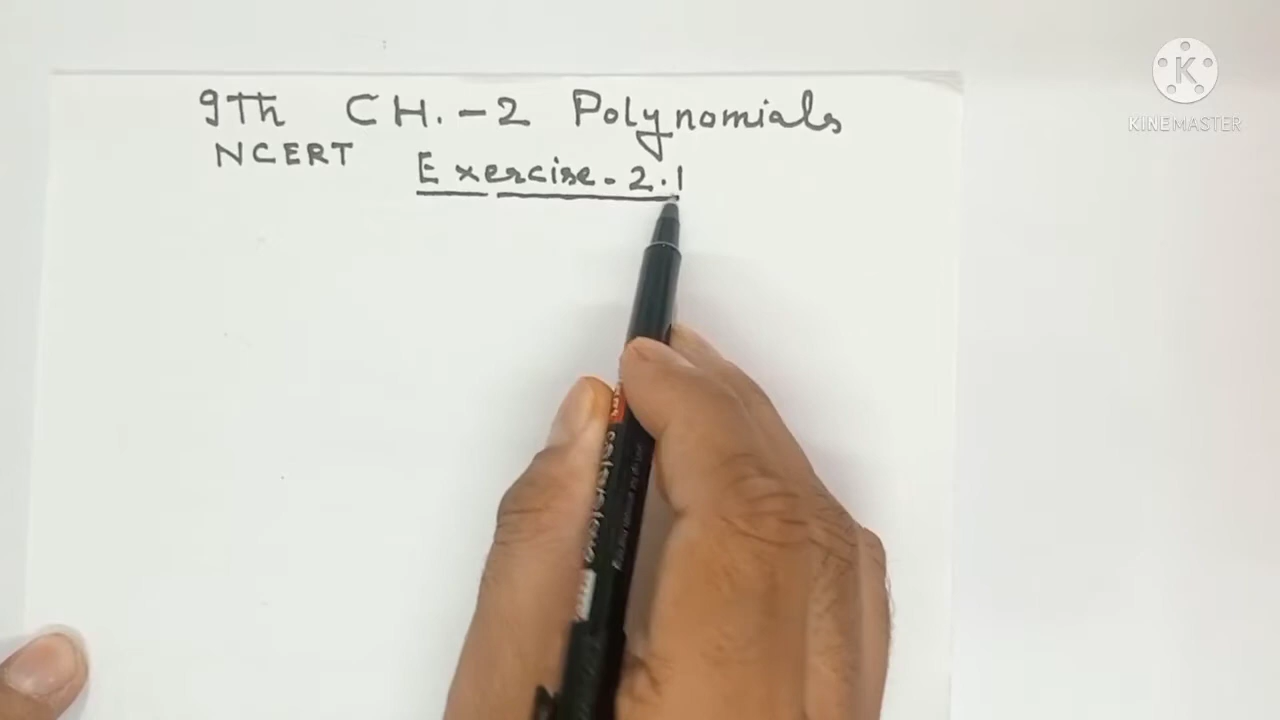 9Th CH.-2 Polynomials
NCERT
Exercise-2.1
K
KINEMASTER